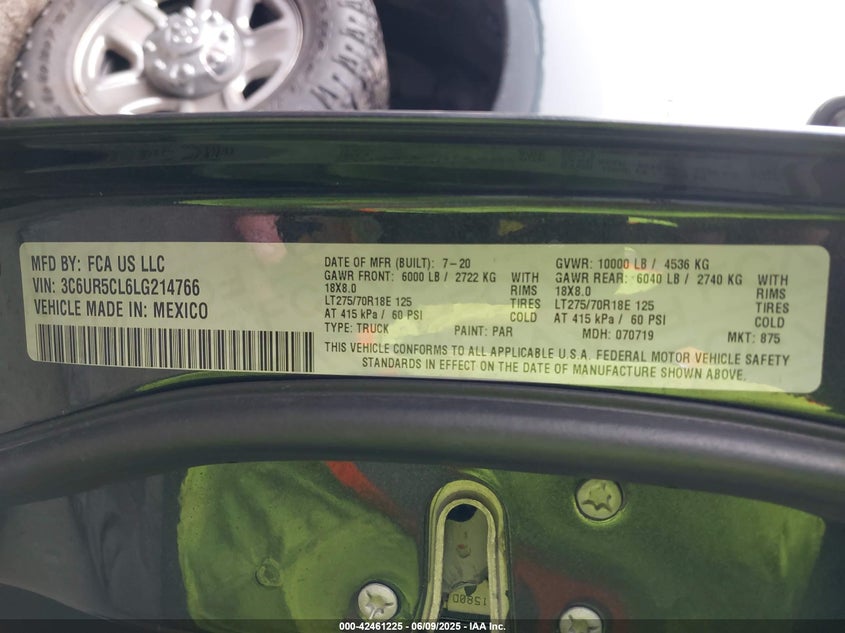 MFD BY: FCA US LLC
VIN: 3C6UR5CL6LG214766
VEHICLE MADE IN: MEXICO
DATE OF MFR (BUILT): 7-20
GAWR FRONT: 6000 LB / 2722 KG WITH
18X8.0 RIMS
LT275/70R18E 125 TIRES
AT 415 kPa / 60 PSI COLD
TYPE: TRUCK PAINT: PAR
GVWR: 10000 LB / 4536 KG
GAWR REAR: 6040 LB / 2740 KG WITH
18X8.0 RIMS
LT275/70R18E 125 TIRES
AT 415 kPa / 60 PSI COLD
MDH: 070719 MKT: 875
THIS VEHICLE CONFORMS TO ALL APPLICABLE U.S.A. FEDERAL MOTOR VEHICLE SAFETY
STANDARDS IN EFFECT ON THE DATE OF MANUFACTURE SHOWN ABOVE.
000-42461225 - 06/09/2025 - IAA Inc.